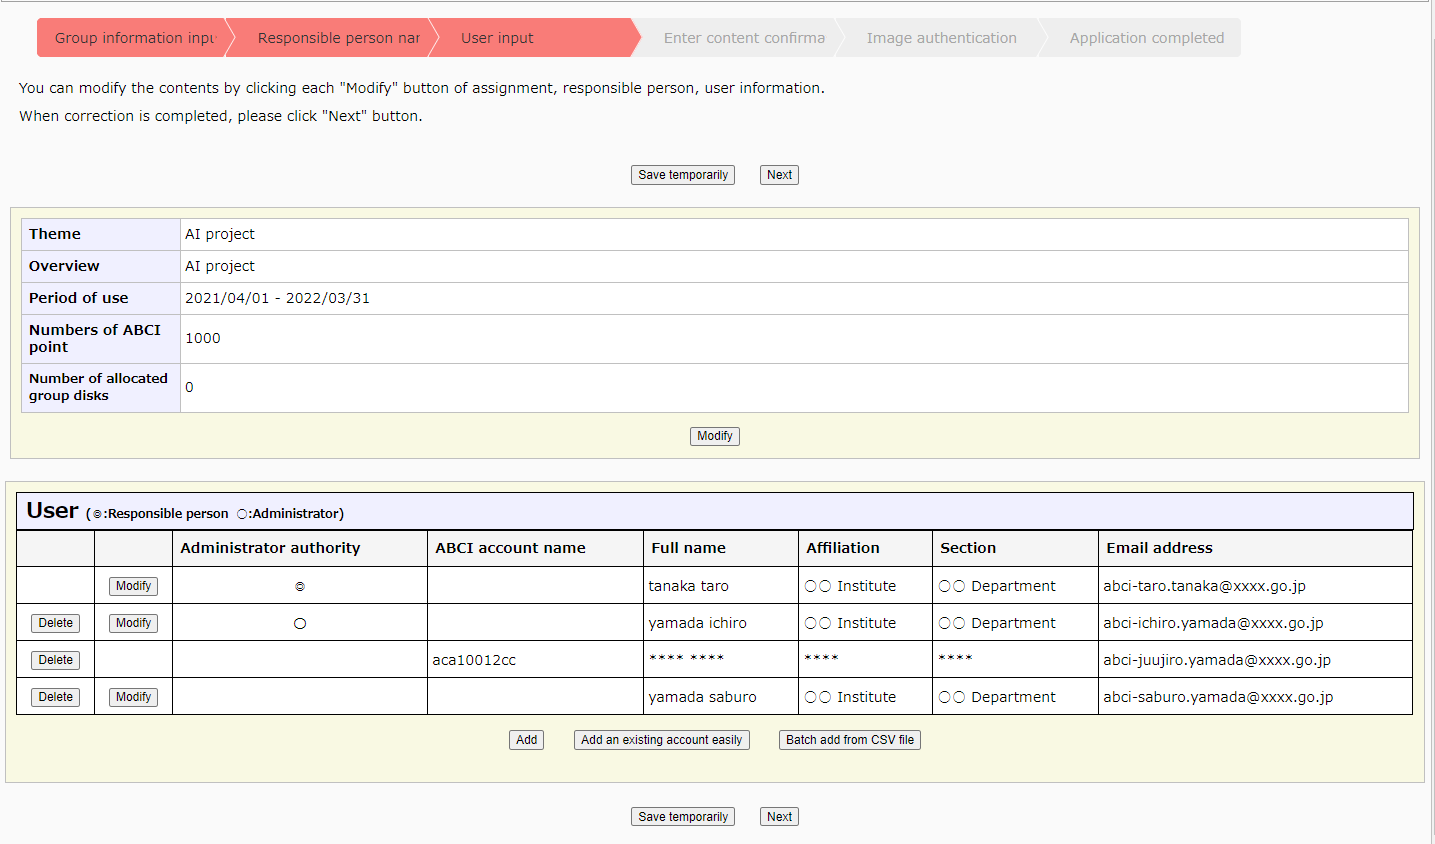 Group information inpu
Responsible person nar
User input
Enter content confirma
Image authentication
Application completed
You can modify the contents by clicking each "Modify" button of assignment, responsible person, user information.
When correction is completed, please click "Next" button.
Save temporarily Next
Theme AI project
Overview AI project
Period of use 2021/04/01 - 2022/03/31
Numbers of ABCI
point
1000
Number of allocated
group disks
0
Modify
User (◎:Responsible person ○:Administrator)
Administrator authority ABCI account name Full name Affiliation Section Email address
Modify ◎ tanaka taro ○○ Institute ○○ Department abci-taro.tanaka@xxxx.go.jp
Delete Modify ○ yamada ichiro ○○ Institute ○○ Department abci-ichiro.yamada@xxxx.go.jp
Delete aca10012cc **** **** **** **** abci-juujiro.yamada@xxxx.go.jp
Delete Modify yamada saburo ○○ Institute ○○ Department abci-saburo.yamada@xxxx.go.jp
Add Add an existing account easily Batch add from CSV file
Save temporarily Next